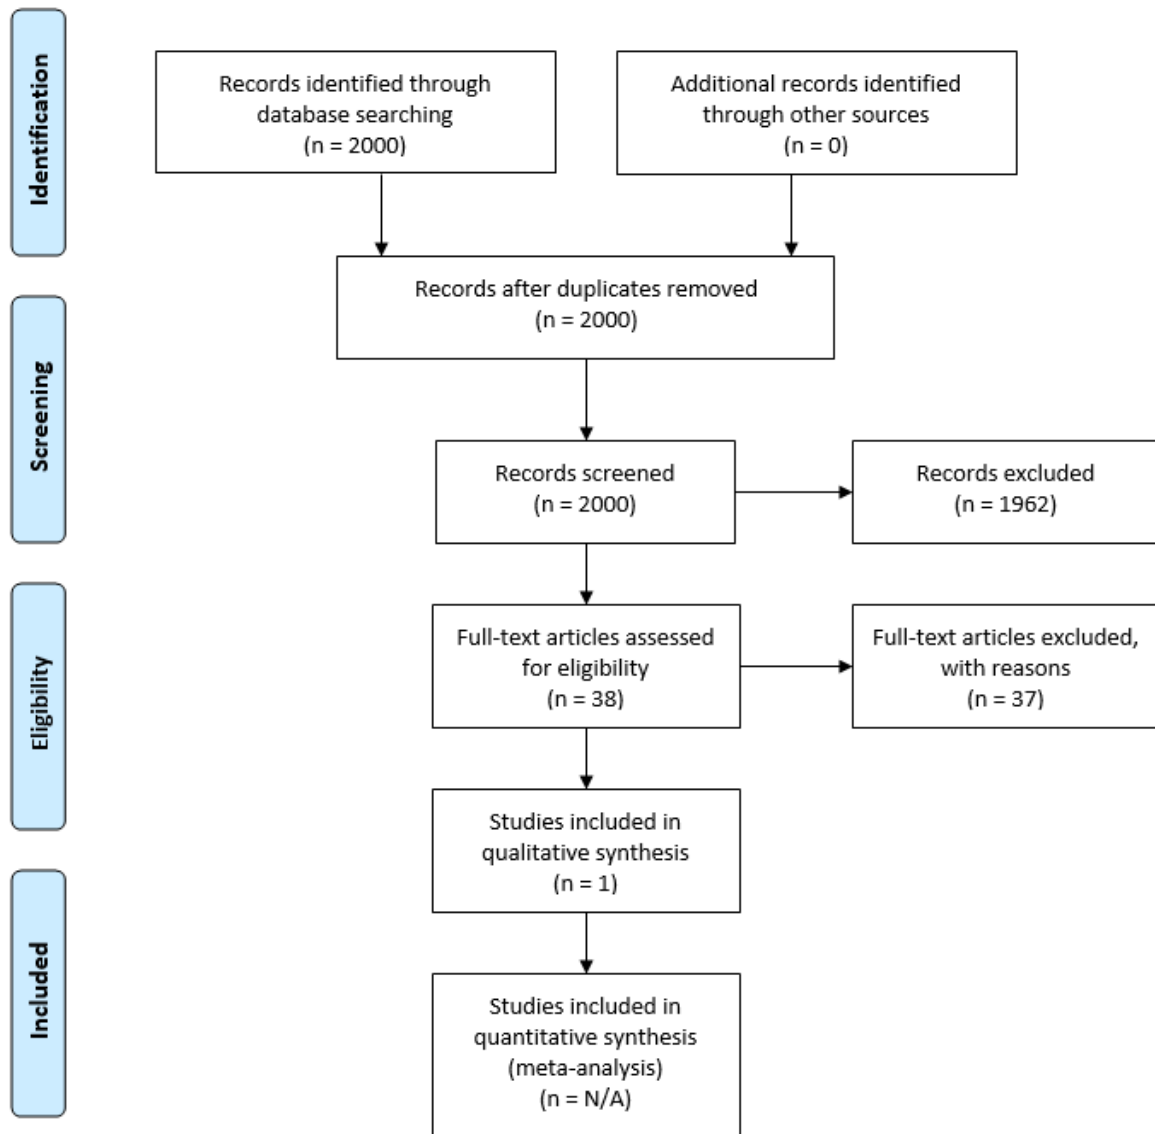 Identification
Records identified through
database searching
(n = 2000)
Additional records identified
through other sources
(n = 0)
Records after duplicates removed
(n = 2000)
Screening
Records screened
(n = 2000)
Records excluded
(n = 1962)
Eligibility
Full-text articles assessed
for eligibility
(n = 38)
Full-text articles excluded,
with reasons
(n = 37)
Studies included in
qualitative synthesis
(n = 1)
Included
Studies included in
quantitative synthesis
(meta-analysis)
(n = N/A)